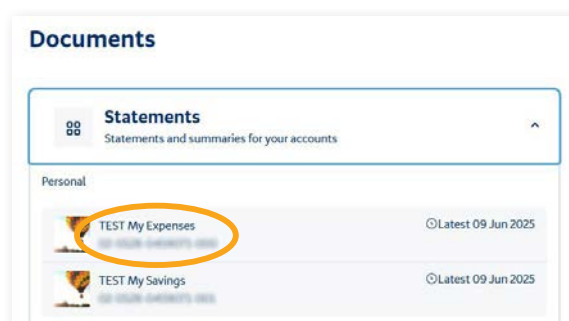 Documents
Statements
Statements and summaries for your accounts
Personal
TEST My Expenses
Latest 09 Jun 2025
TEST My Savings
Latest 09 Jun 2025